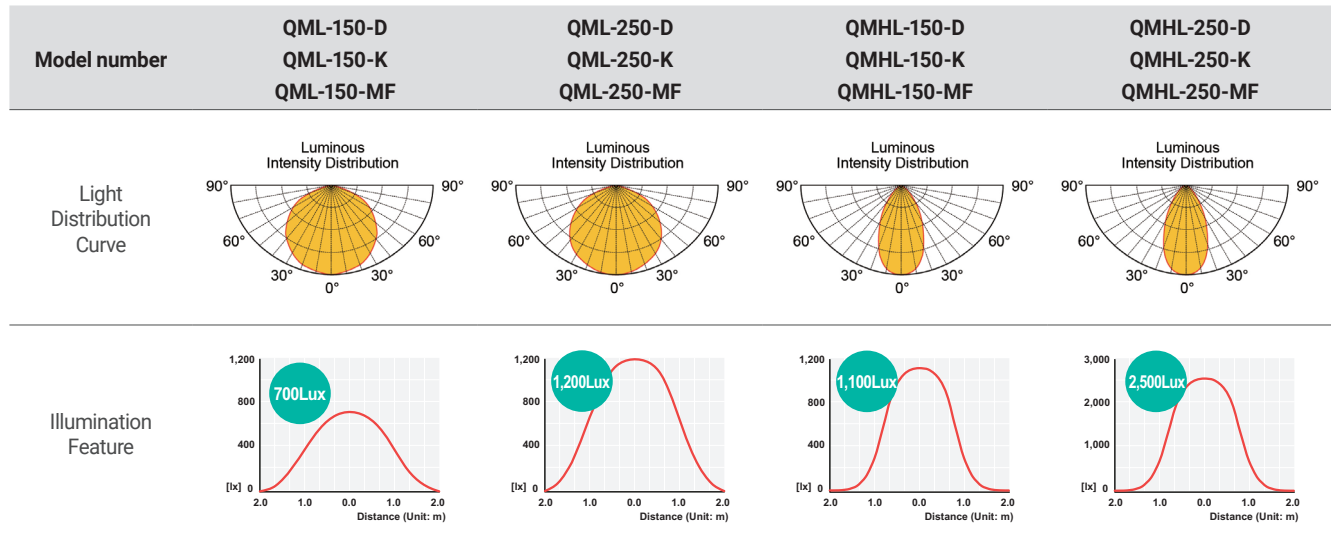 Model number
QML-150-D
QML-150-K
QML-150-MF
QML-250-D
QML-250-K
QML-250-MF
QMHL-150-D
QMHL-150-K
QMHL-150-MF
QMHL-250-D
QMHL-250-K
QMHL-250-MF
Light
Distribution
Curve
Luminous
Intensity Distribution
90°
90°
60°
60°
30°
30°
0°
Luminous
Intensity Distribution
90°
90°
60°
60°
30°
30°
0°
Luminous
Intensity Distribution
90°
90°
60°
60°
30°
30°
0°
Luminous
Intensity Distribution
90°
90°
60°
60°
30°
30°
0°
Illumination
Feature
1,200
700Lux
800
400
[lx] 0
2.0 1.0 0.0 1.0 2.0
Distance (Unit: m)
1,200
1,200Lux
800
400
[lx] 0
2.0 1.0 0.0 1.0 2.0
Distance (Unit: m)
1,200
1,100Lux
800
400
[lx] 0
2.0 1.0 0.0 1.0 2.0
Distance (Unit: m)
3,000
2,500Lux
2,000
1,000
[lx] 0
2.0 1.0 0.0 1.0 2.0
Distance (Unit: m)